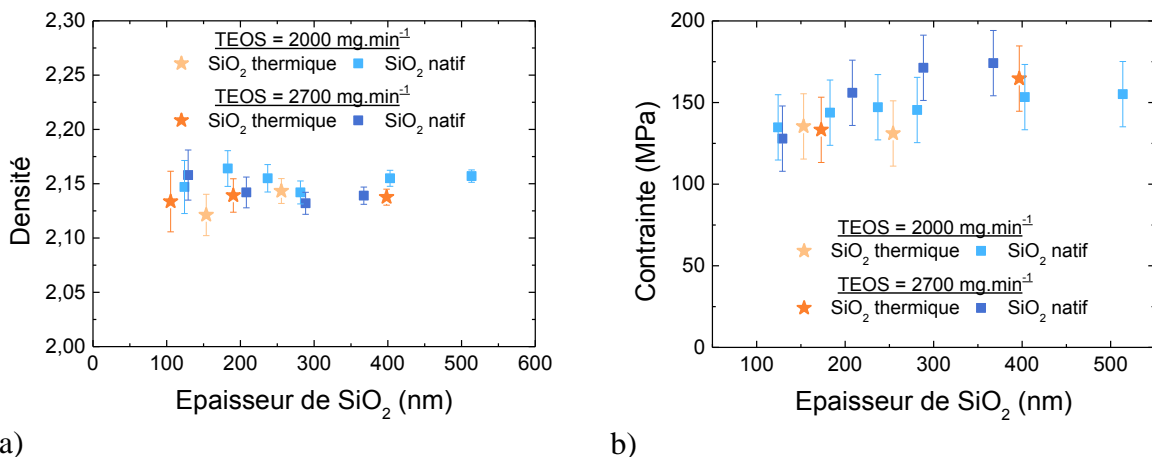 2,30
2,25
2,20
2,15
2,10
2,05
2,00
Densité
TEOS = 2000 mg.min⁻¹
SiO₂ thermique SiO₂ natif
TEOS = 2700 mg.min⁻¹
SiO₂ thermique SiO₂ natif
0 100 200 300 400 500 600
Epaisseur de SiO₂ (nm)
a)
200
150
100
50
0
Contrainte (MPa)
TEOS = 2000 mg.min⁻¹
SiO₂ thermique SiO₂ natif
TEOS = 2700 mg.min⁻¹
SiO₂ thermique SiO₂ natif
100 200 300 400 500
Epaisseur de SiO₂ (nm)
b)